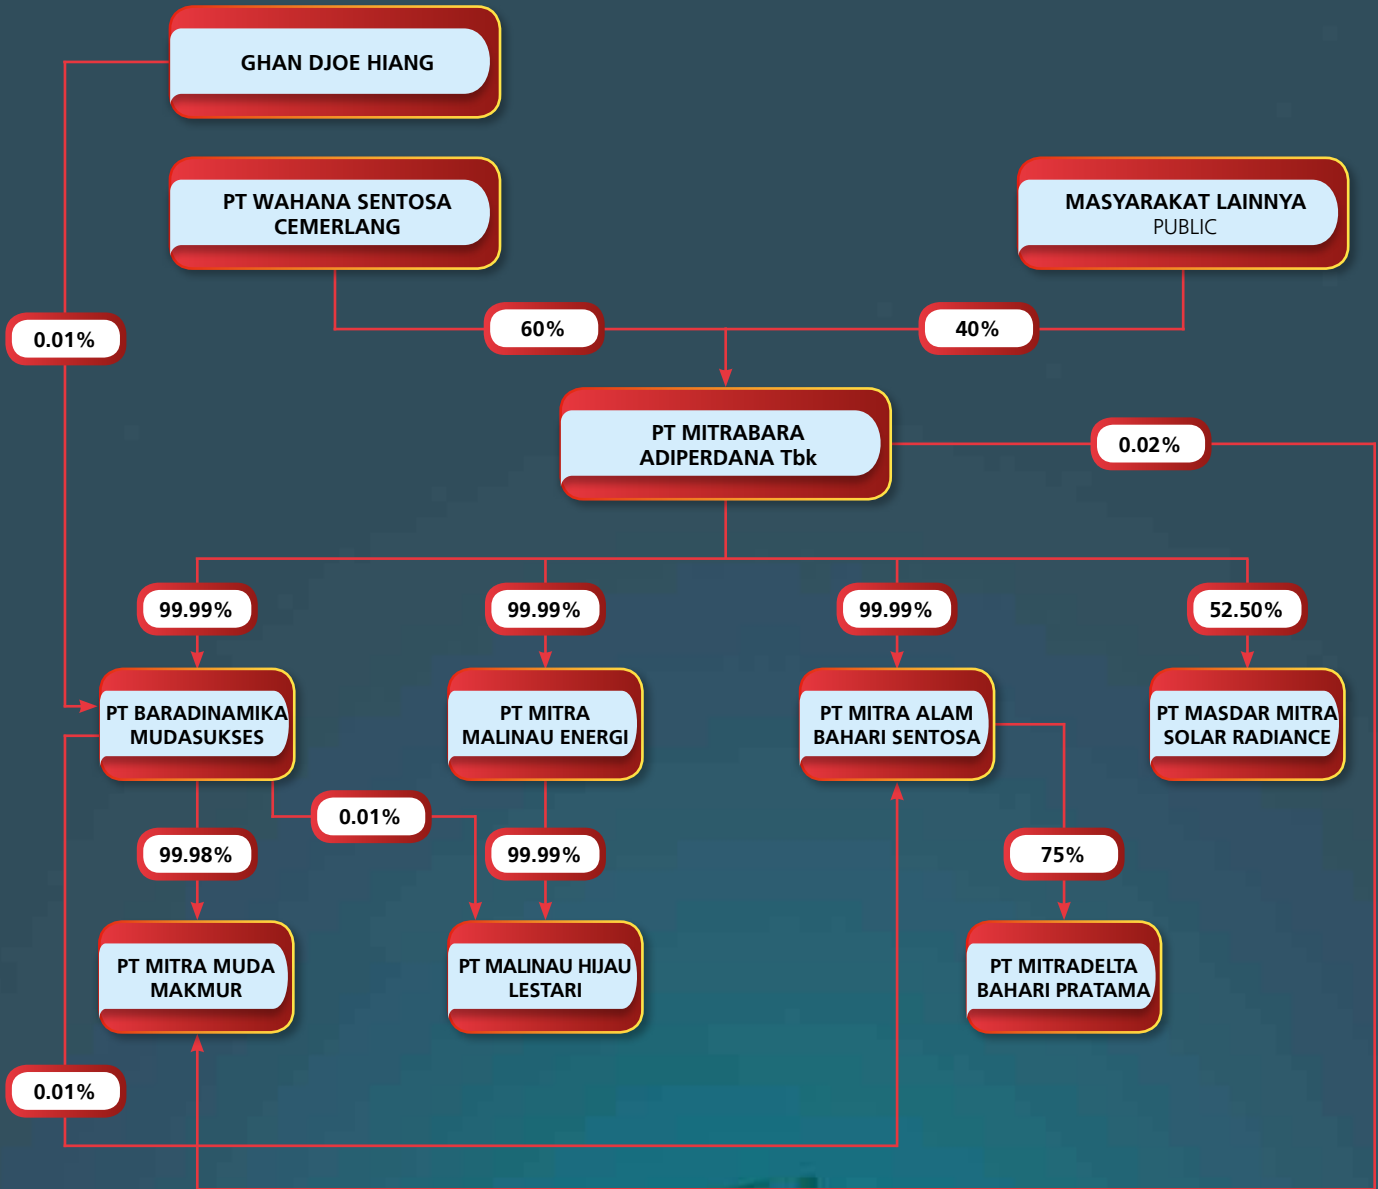 GHAN DJOE HIANG
PT WAHANA SENTOSA
CEMERLANG
MASYARAKAT LAINNYA
PUBLIC
0.01%
60%
40%
PT MITRABARA
ADIPERDANA Tbk
0.02%
99.99%
99.99%
99.99%
52.50%
PT BARADINAMIKA
MUDASUKSES
PT MITRA
MALINAU ENERGI
PT MITRA ALAM
BAHARI SENTOSA
PT MASDAR MITRA
SOLAR RADIANCE
0.01%
99.98%
99.99%
75%
PT MITRA MUDA
MAKMUR
PT MALINAU HIJAU
LESTARI
PT MITRADELTA
BAHARI PRATAMA
0.01%